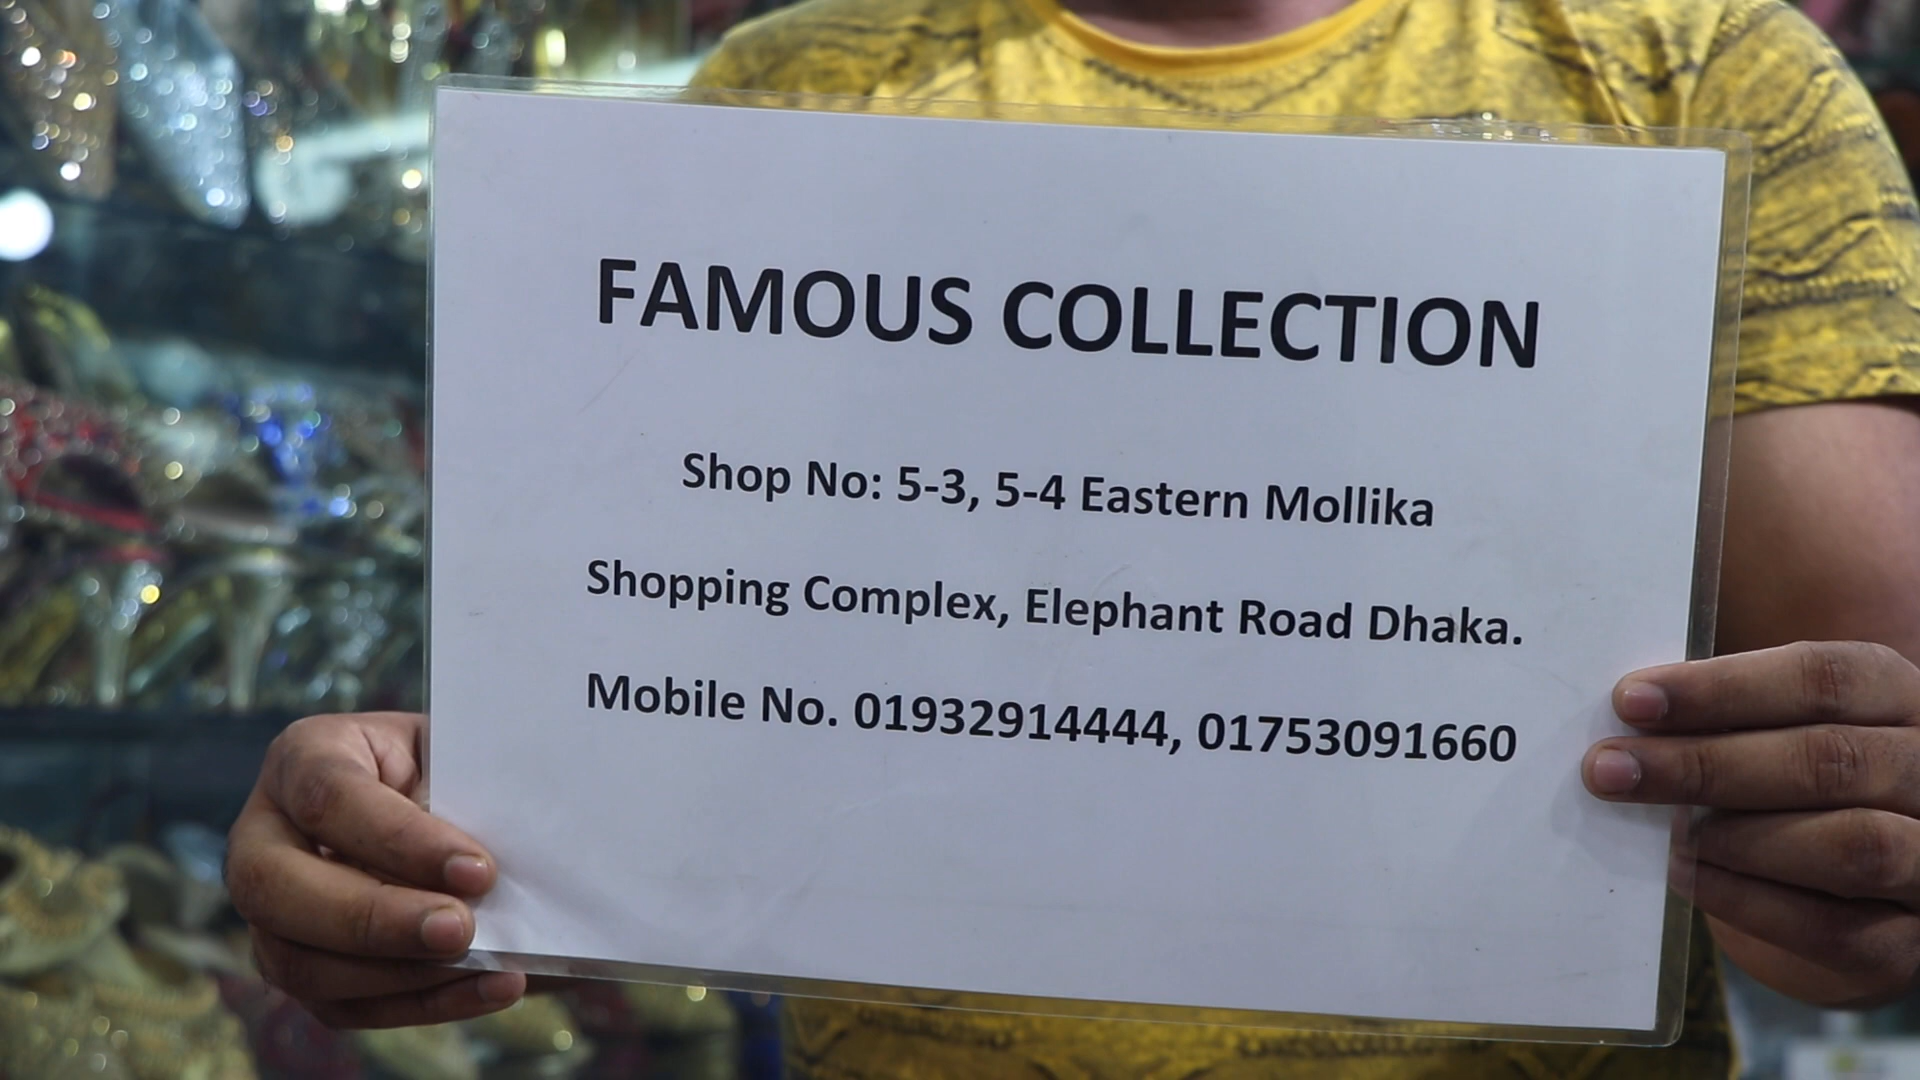 FAMOUS COLLECTION
Shop No: 5-3, 5-4 Eastern Mollika
Shopping Complex, Elephant Road Dhaka.
Mobile No. 01932914444, 01753091660